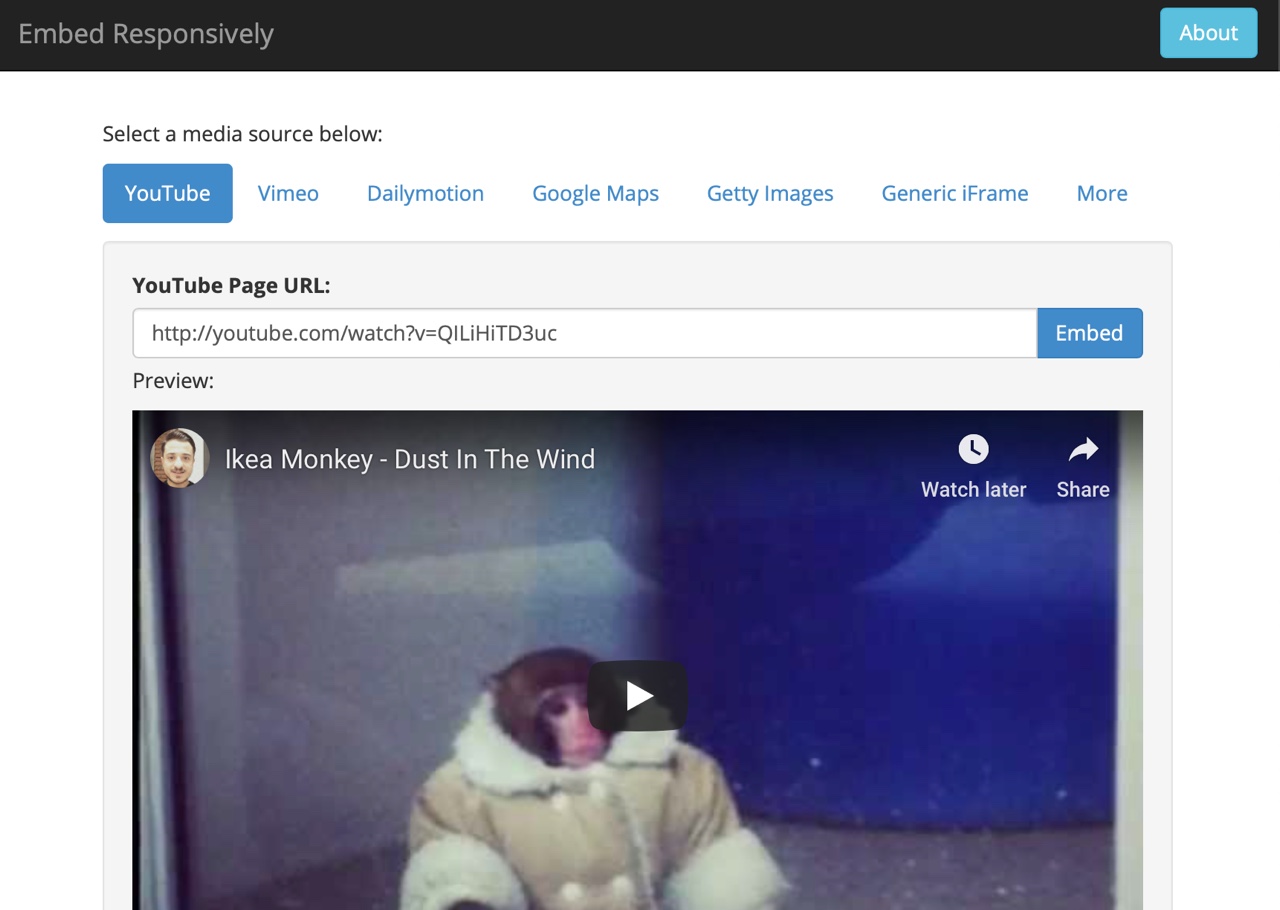 Embed Responsively
About
Select a media source below:
YouTube Vimeo Dailymotion Google Maps Getty Images Generic iFrame More
YouTube Page URL:
http://youtube.com/watch?v=QILiHiTD3uc
Embed
Preview:
Ikea Monkey - Dust In The Wind
Watch later Share